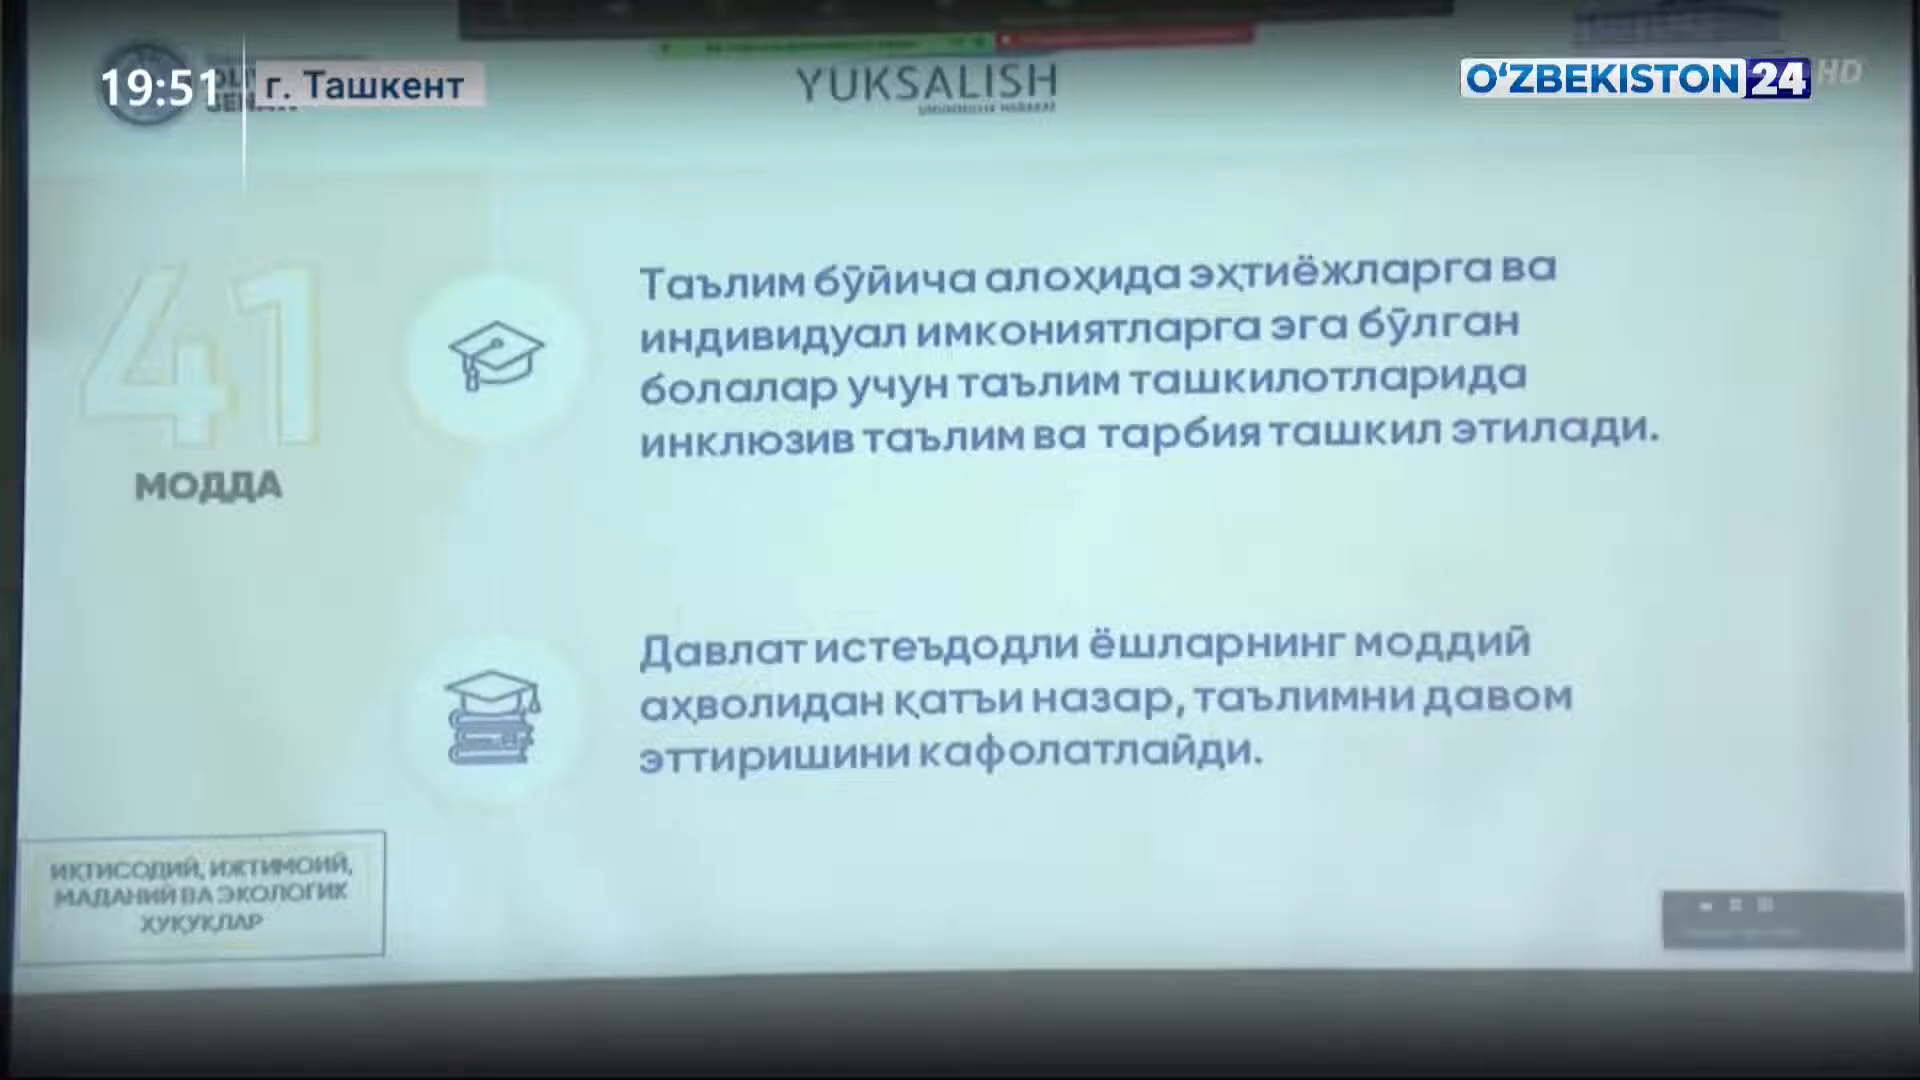 19:51
г. Ташкент
YUKSALISH
O‘ZBEKISTON 24 HD
41
МОДДА
Таълим бўйича алоҳида эҳтиёжларга ва
индивидуал имкониятларга эга бўлган
болалар учун таълим ташкилотларида
инклюзив таълим ва тарбия ташкил этилади.
Давлат истеъдодли ёшларнинг моддий
аҳволидан қатъи назар, таълимни давом
эттиришини кафолатлайди.
ИҚТИСОДИЙ, ИЖТИМОИЙ,
МАДАНИЙ ВА ЭКОЛОГИК
ҲУҚУҚЛАР